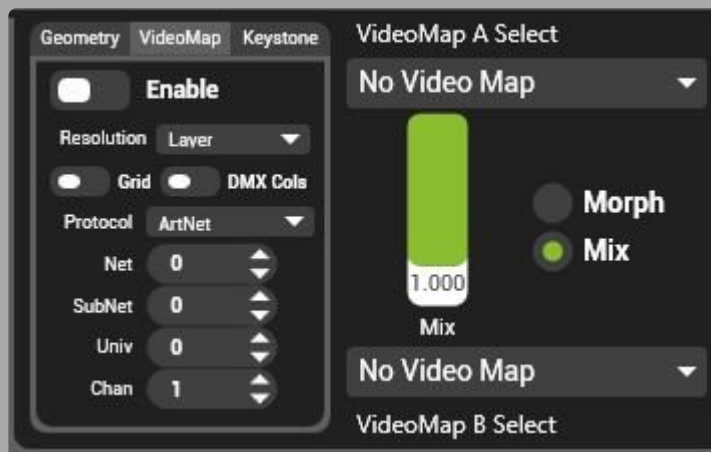 Geometry VideoMap Keystone
Enable
Resolution Layer
Grid DMX Cols
Protocol ArtNet
Net 0
SubNet 0
Univ 0
Chan 1
VideoMap A Select
No Video Map
Morph
Mix
1.000
Mix
No Video Map
VideoMap B Select